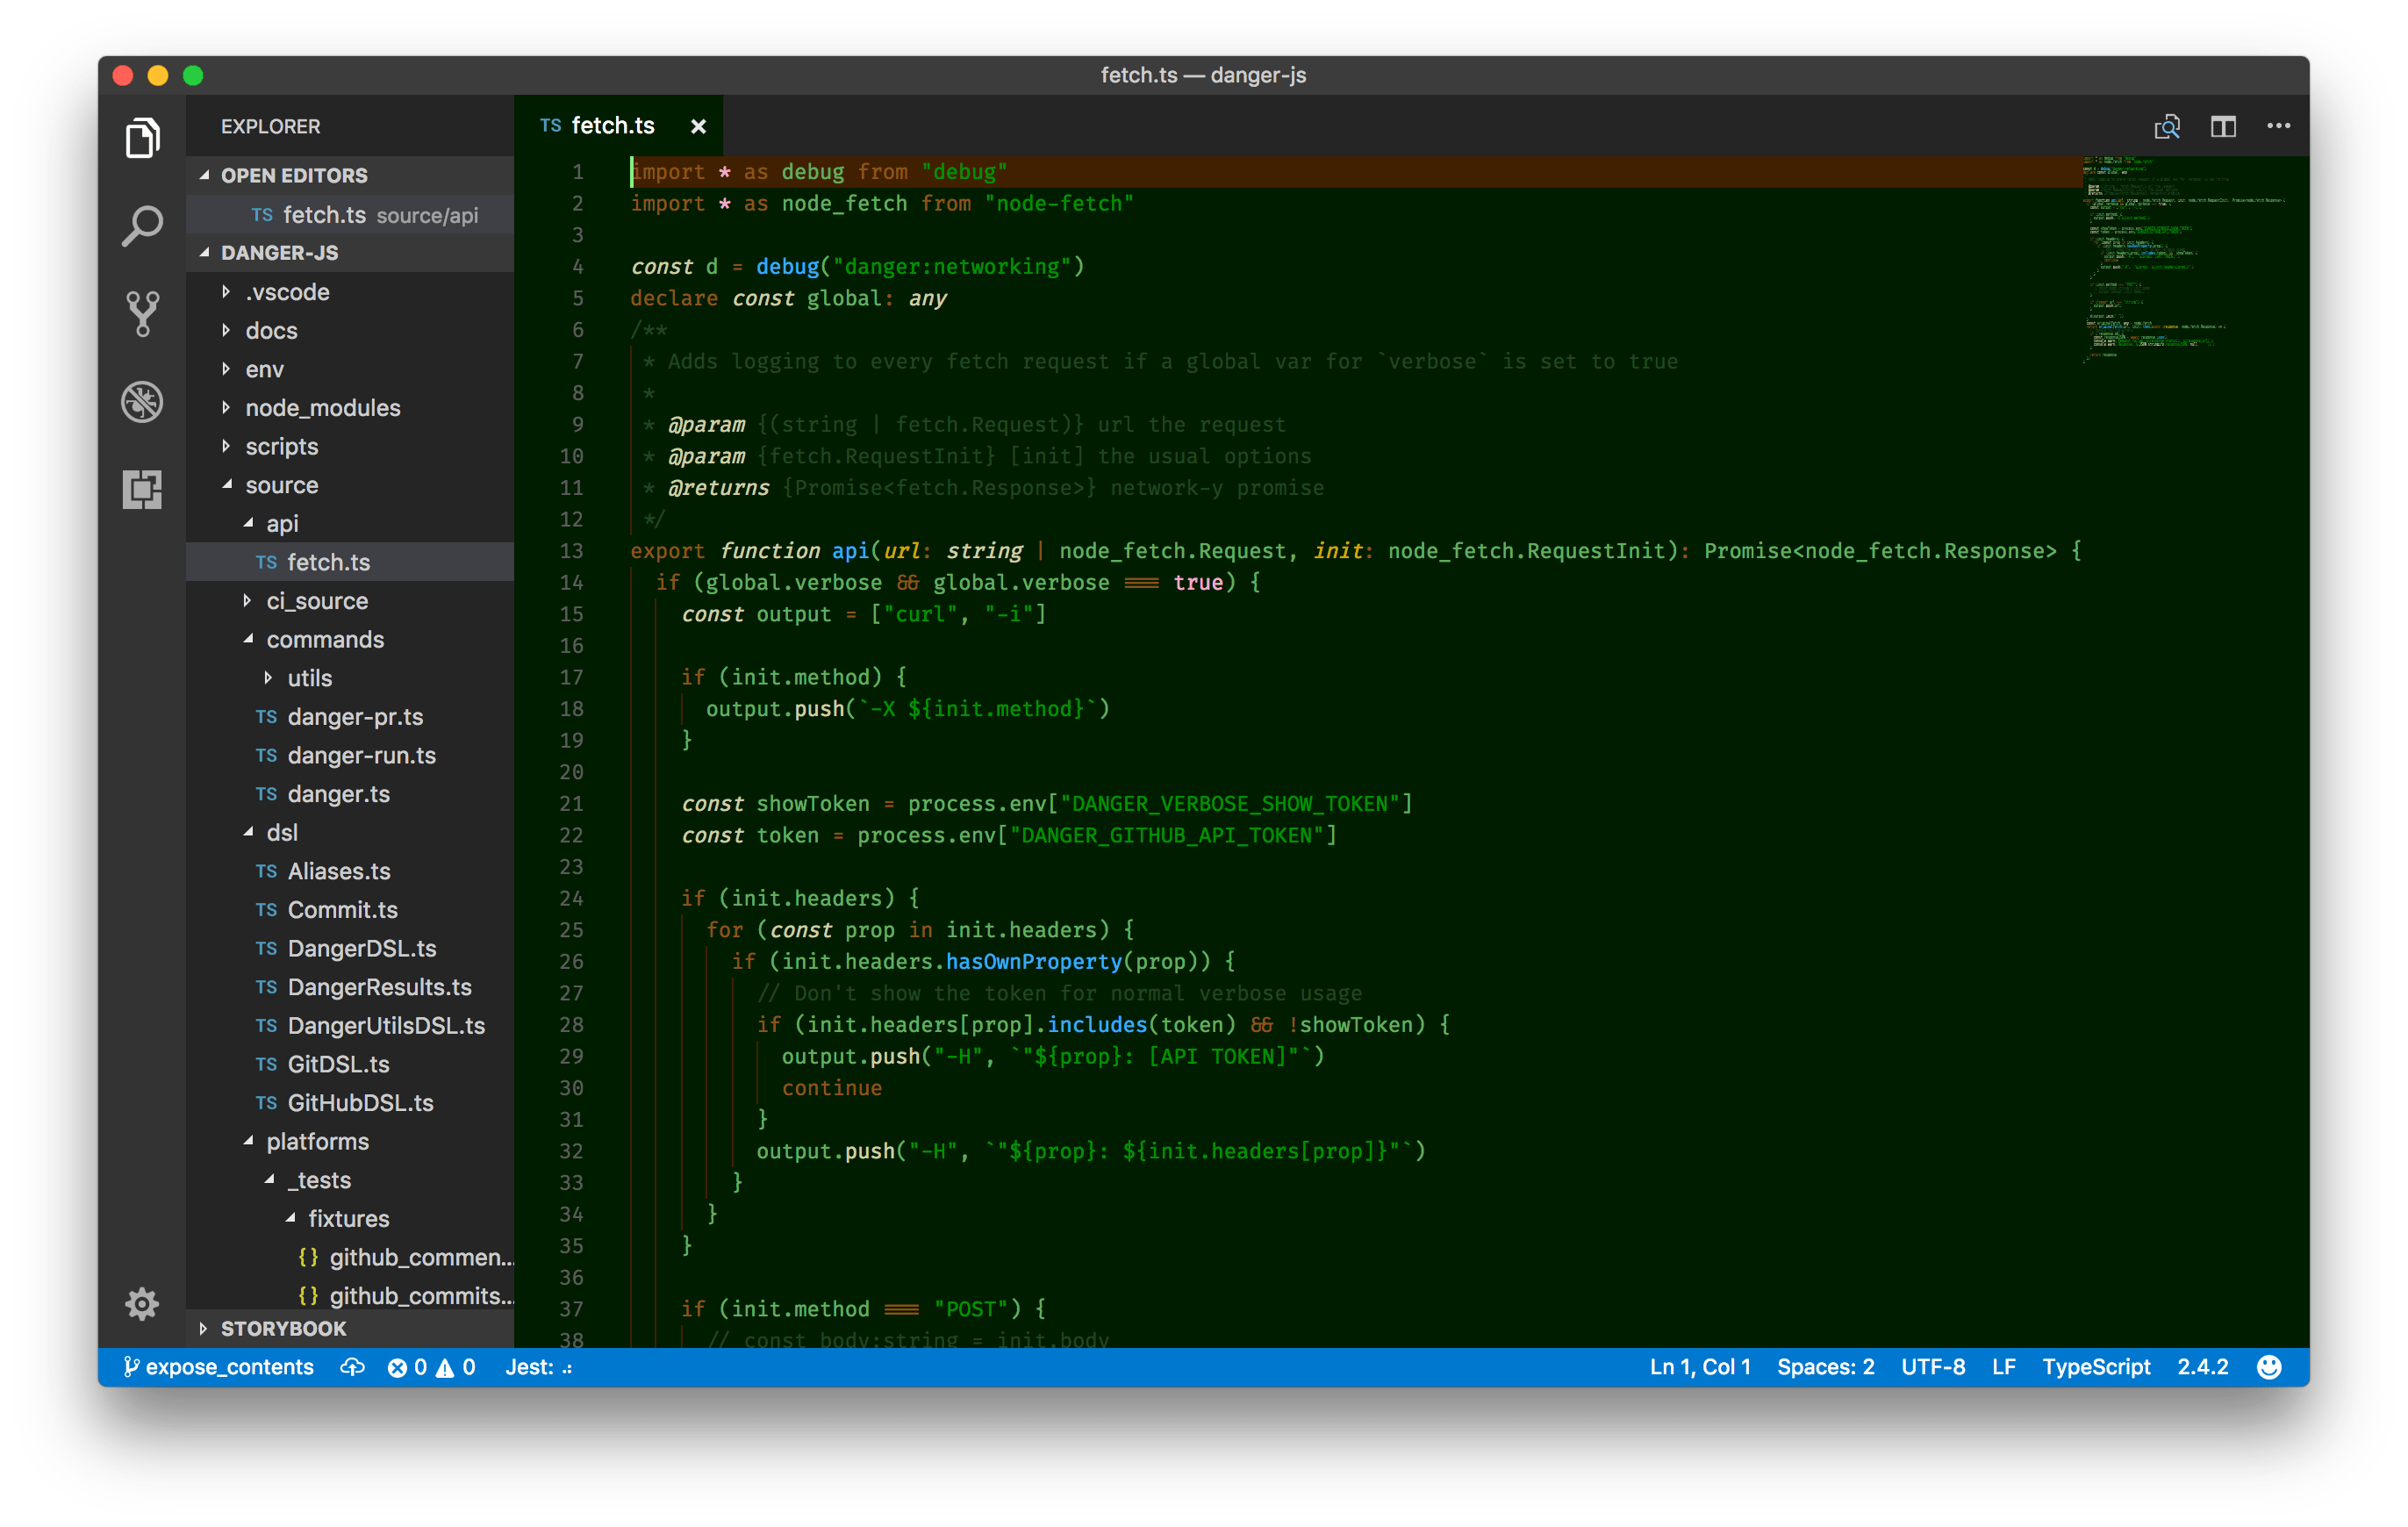 fetch.ts — danger-js
EXPLORER
OPEN EDITORS
TS fetch.ts source/api
DANGER-JS
.vscode
docs
env
node_modules
scripts
source
api
TS fetch.ts
ci_source
commands
utils
TS danger-pr.ts
TS danger-run.ts
TS danger.ts
dsl
TS Aliases.ts
TS Commit.ts
TS DangerDSL.ts
TS DangerResults.ts
TS DangerUtilsDSL.ts
TS GitDSL.ts
TS GitHubDSL.ts
platforms
_tests
fixtures
{} github_commen...
{} github_commits...
STORYBOOK
TS fetch.ts ×
1 import * as debug from "debug"
2 import * as node_fetch from "node-fetch"
3
4 const d = debug("danger:networking")
5 declare const global: any
6 /**
7 * Adds logging to every fetch request if a global var for `verbose` is set to true
8 *
9 * @param {(string | fetch.Request)} url the request
10 * @param {fetch.RequestInit} [init] the usual options
11 * @returns {Promise<fetch.Response>} network-y promise
12 */
13 export function api(url: string | node_fetch.Request, init: node_fetch.RequestInit): Promise<node_fetch.Response> {
14 if (global.verbose && global.verbose === true) {
15 const output = ["curl", "-i"]
16
17 if (init.method) {
18 output.push(`-X ${init.method}`)
19 }
20
21 const showToken = process.env["DANGER_VERBOSE_SHOW_TOKEN"]
22 const token = process.env["DANGER_GITHUB_API_TOKEN"]
23
24 if (init.headers) {
25 for (const prop in init.headers) {
26 if (init.headers.hasOwnProperty(prop)) {
27 // Don't show the token for normal verbose usage
28 if (init.headers[prop].includes(token) && !showToken) {
29 output.push("-H", `"${prop}: [API TOKEN]"`)
30 continue
31 }
32 output.push("-H", `"${prop}: ${init.headers[prop]}"`)
33 }
34 }
35 }
36
37 if (init.method === "POST") {
38 // const body:string = init.body
expose_contents 0 0 Jest: .:
Ln 1, Col 1 Spaces: 2 UTF-8 LF TypeScript 2.4.2